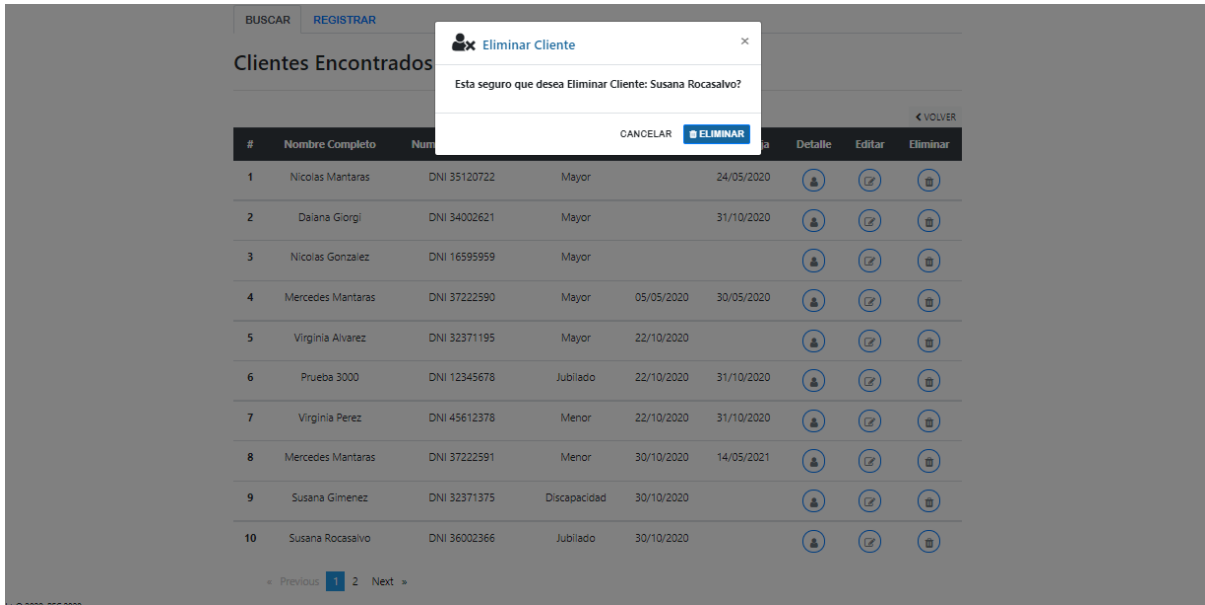 BUSCAR REGISTRAR
Eliminar Cliente ×
Clientes Encontrados
Esta seguro que desea Eliminar Cliente: Susana Rocasalvo?
CANCELAR ELIMINAR
VOLVER
# Nombre Completo Detalle Editar Eliminar
1 Nicolas Mantaras DNI 35120722 Mayor 24/05/2020
2 Daiana Giorgi DNI 34002621 Mayor 31/10/2020
3 Nicolas Gonzalez DNI 16595959 Mayor
4 Mercedes Mantaras DNI 37222590 Mayor 05/05/2020 30/05/2020
5 Virginia Alvarez DNI 32371195 Mayor 22/10/2020
6 Prueba 3000 DNI 12345678 Jubilado 22/10/2020 31/10/2020
7 Virginia Perez DNI 45612378 Menor 22/10/2020 31/10/2020
8 Mercedes Mantaras DNI 37222591 Menor 30/10/2020 14/05/2021
9 Susana Gimenez DNI 32371375 Discapacidad 30/10/2020
10 Susana Rocasalvo DNI 36002366 Jubilado 30/10/2020
« Previous 1 2 Next »